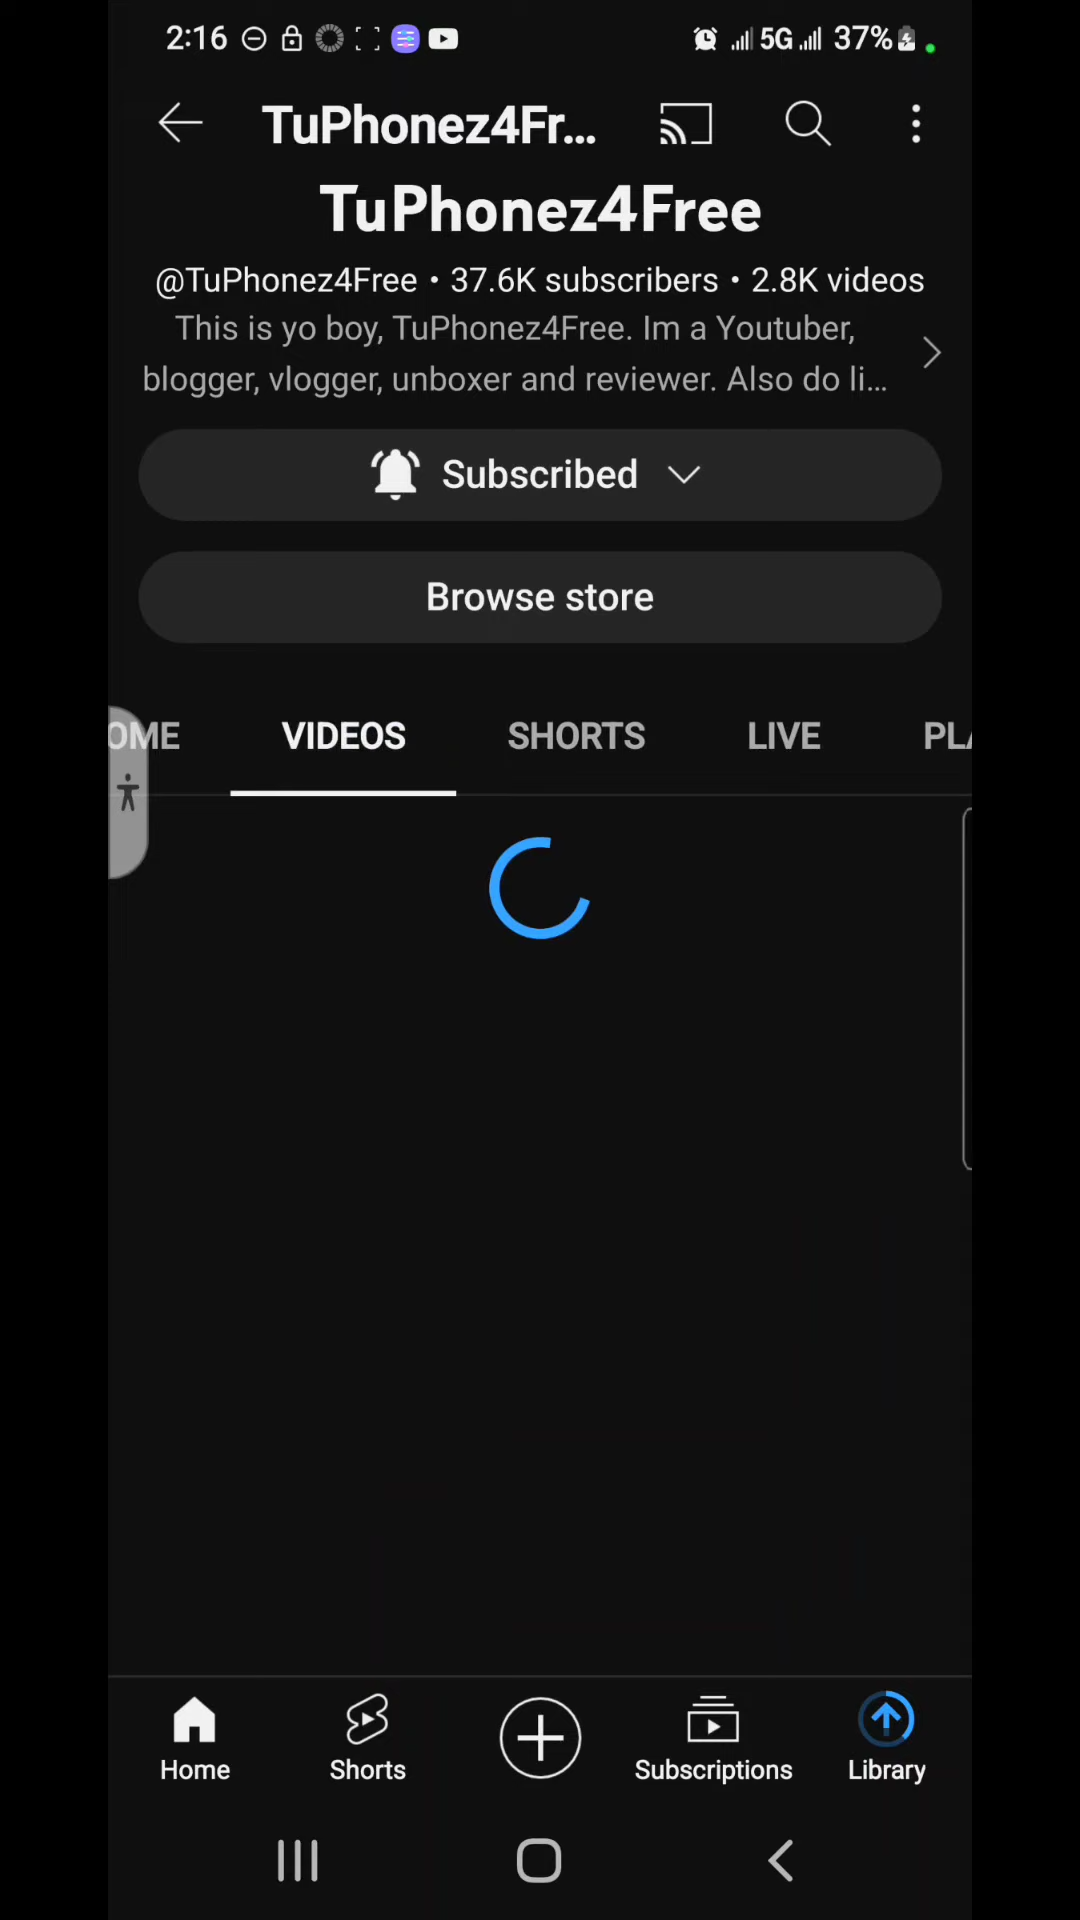 2:16 5G 37%
TuPhonez4Fr...
TuPhonez4Free
@TuPhonez4Free • 37.6K subscribers • 2.8K videos
This is yo boy, TuPhonez4Free. Im a Youtuber,
blogger, vlogger, unboxer and reviewer. Also do li...
Subscribed
Browse store
OME VIDEOS SHORTS LIVE PLA
Home Shorts Subscriptions Library